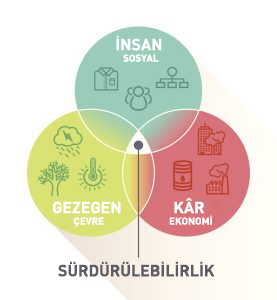 İNSAN
SOSYAL
GEZEGEN
ÇEVRE
KÂR
EKONOMİ
SÜRDÜRÜLEBİLİRLİK